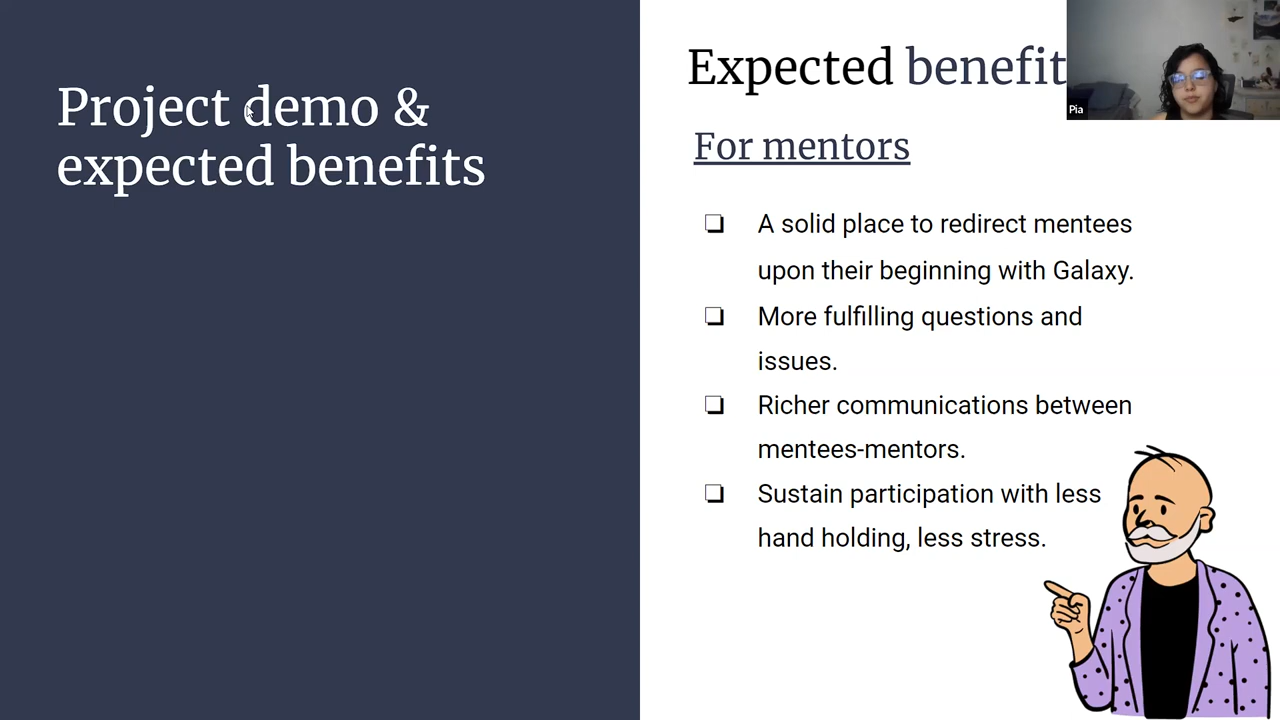 Project demo &
expected benefits
Expected benefit
Pia
For mentors
A solid place to redirect mentees
upon their beginning with Galaxy.
More fulfilling questions and
issues.
Richer communications between
mentees-mentors.
Sustain participation with less
hand holding, less stress.